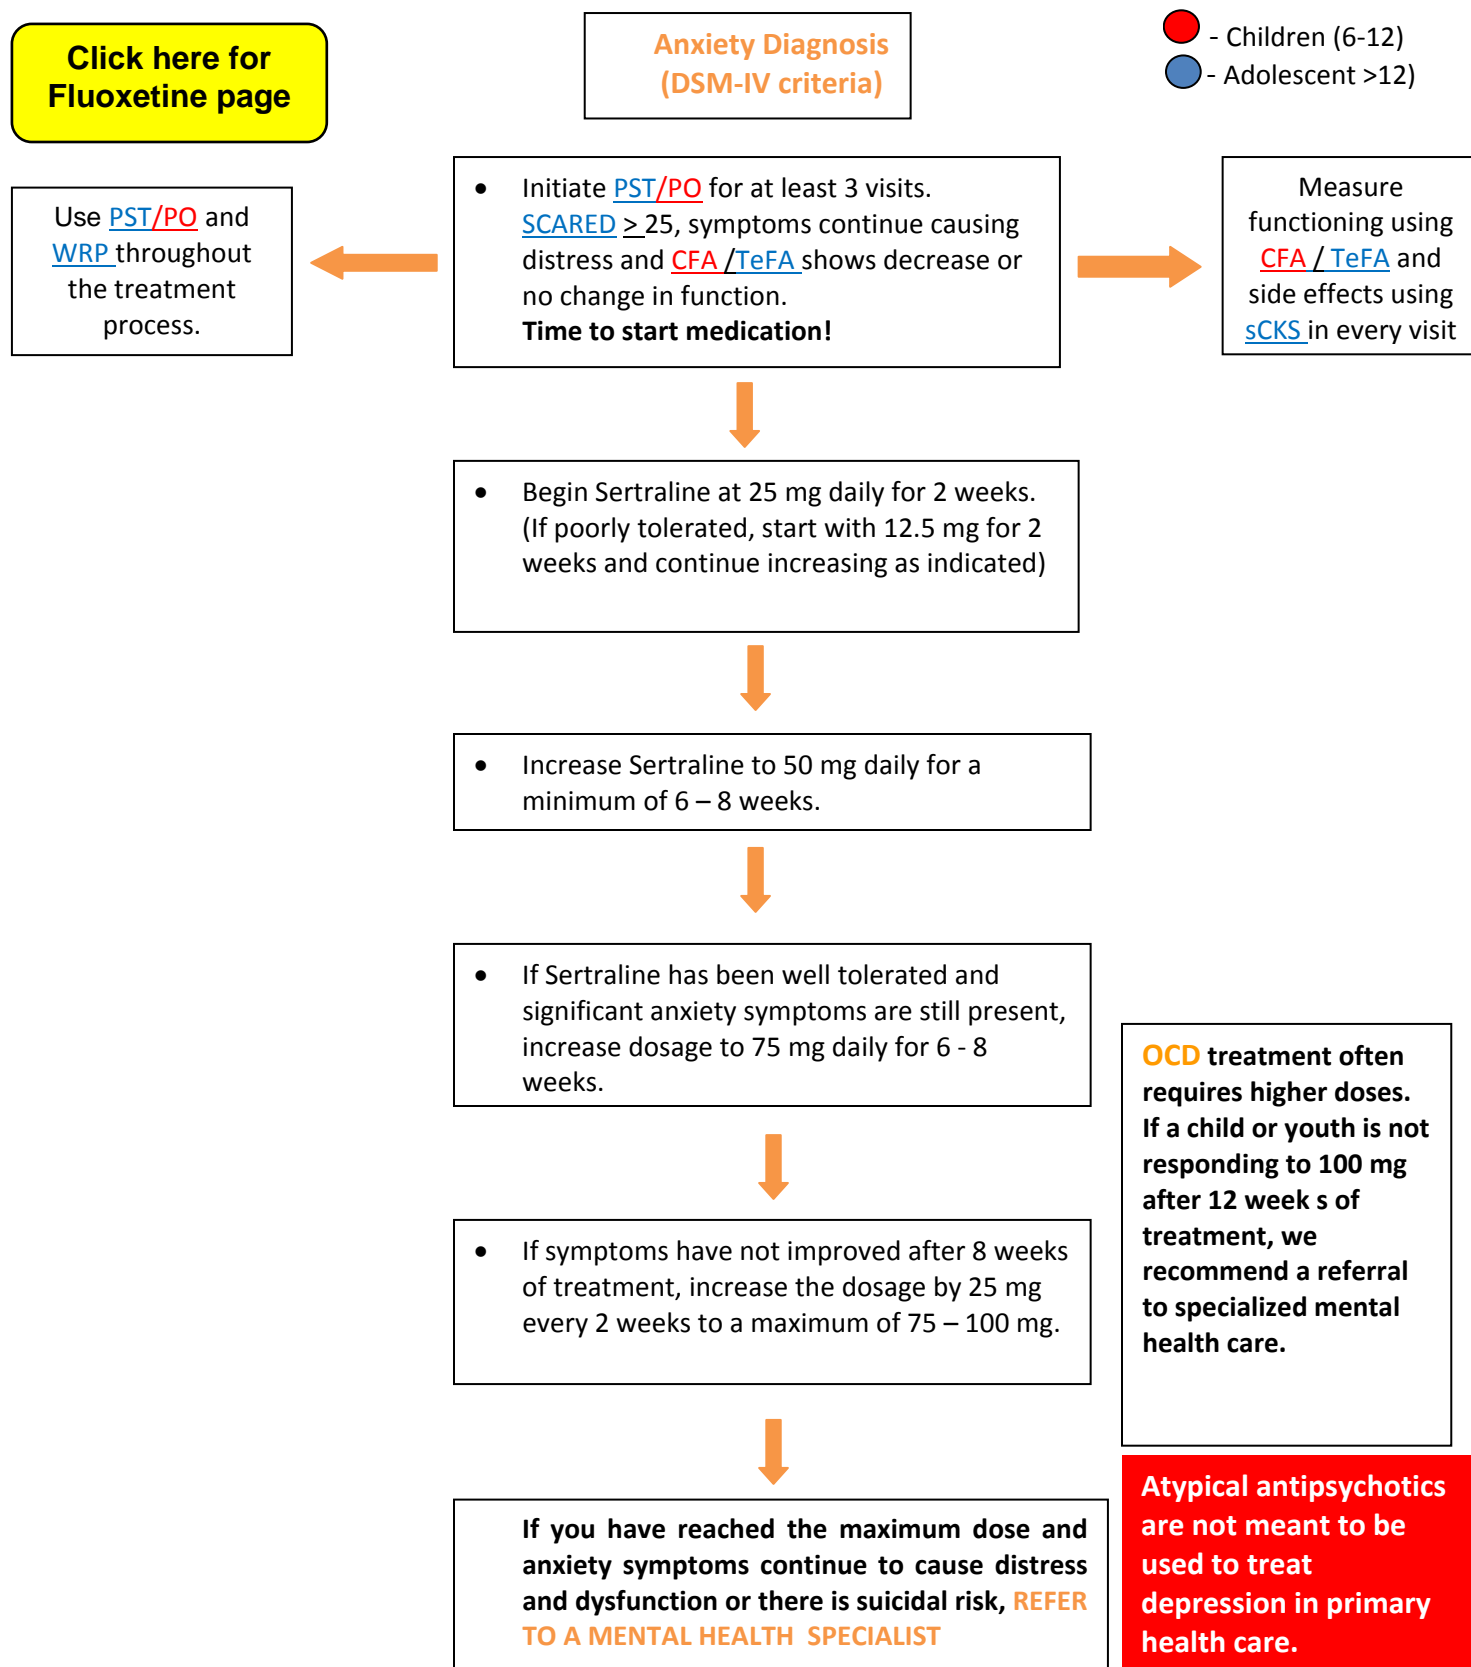 Click here for
Fluoxetine page
Anxiety Diagnosis
(DSM-IV criteria)
- Children (6-12)
- Adolescent >12)
Use PST/PO and
WRP throughout
the treatment
process.
• Initiate PST/PO for at least 3 visits.
SCARED > 25, symptoms continue causing
distress and CFA /TeFA shows decrease or
no change in function.
Time to start medication!
Measure
functioning using
CFA / TeFA and
side effects using
sCKS in every visit
• Begin Sertraline at 25 mg daily for 2 weeks.
(If poorly tolerated, start with 12.5 mg for 2
weeks and continue increasing as indicated)
• Increase Sertraline to 50 mg daily for a
minimum of 6 – 8 weeks.
• If Sertraline has been well tolerated and
significant anxiety symptoms are still present,
increase dosage to 75 mg daily for 6 - 8
weeks.
• If symptoms have not improved after 8 weeks
of treatment, increase the dosage by 25 mg
every 2 weeks to a maximum of 75 – 100 mg.
OCD treatment often
requires higher doses.
If a child or youth is not
responding to 100 mg
after 12 week s of
treatment, we
recommend a referral
to specialized mental
health care.
If you have reached the maximum dose and
anxiety symptoms continue to cause distress
and dysfunction or there is suicidal risk, REFER
TO A MENTAL HEALTH SPECIALIST
Atypical antipsychotics
are not meant to be
used to treat
depression in primary
health care.